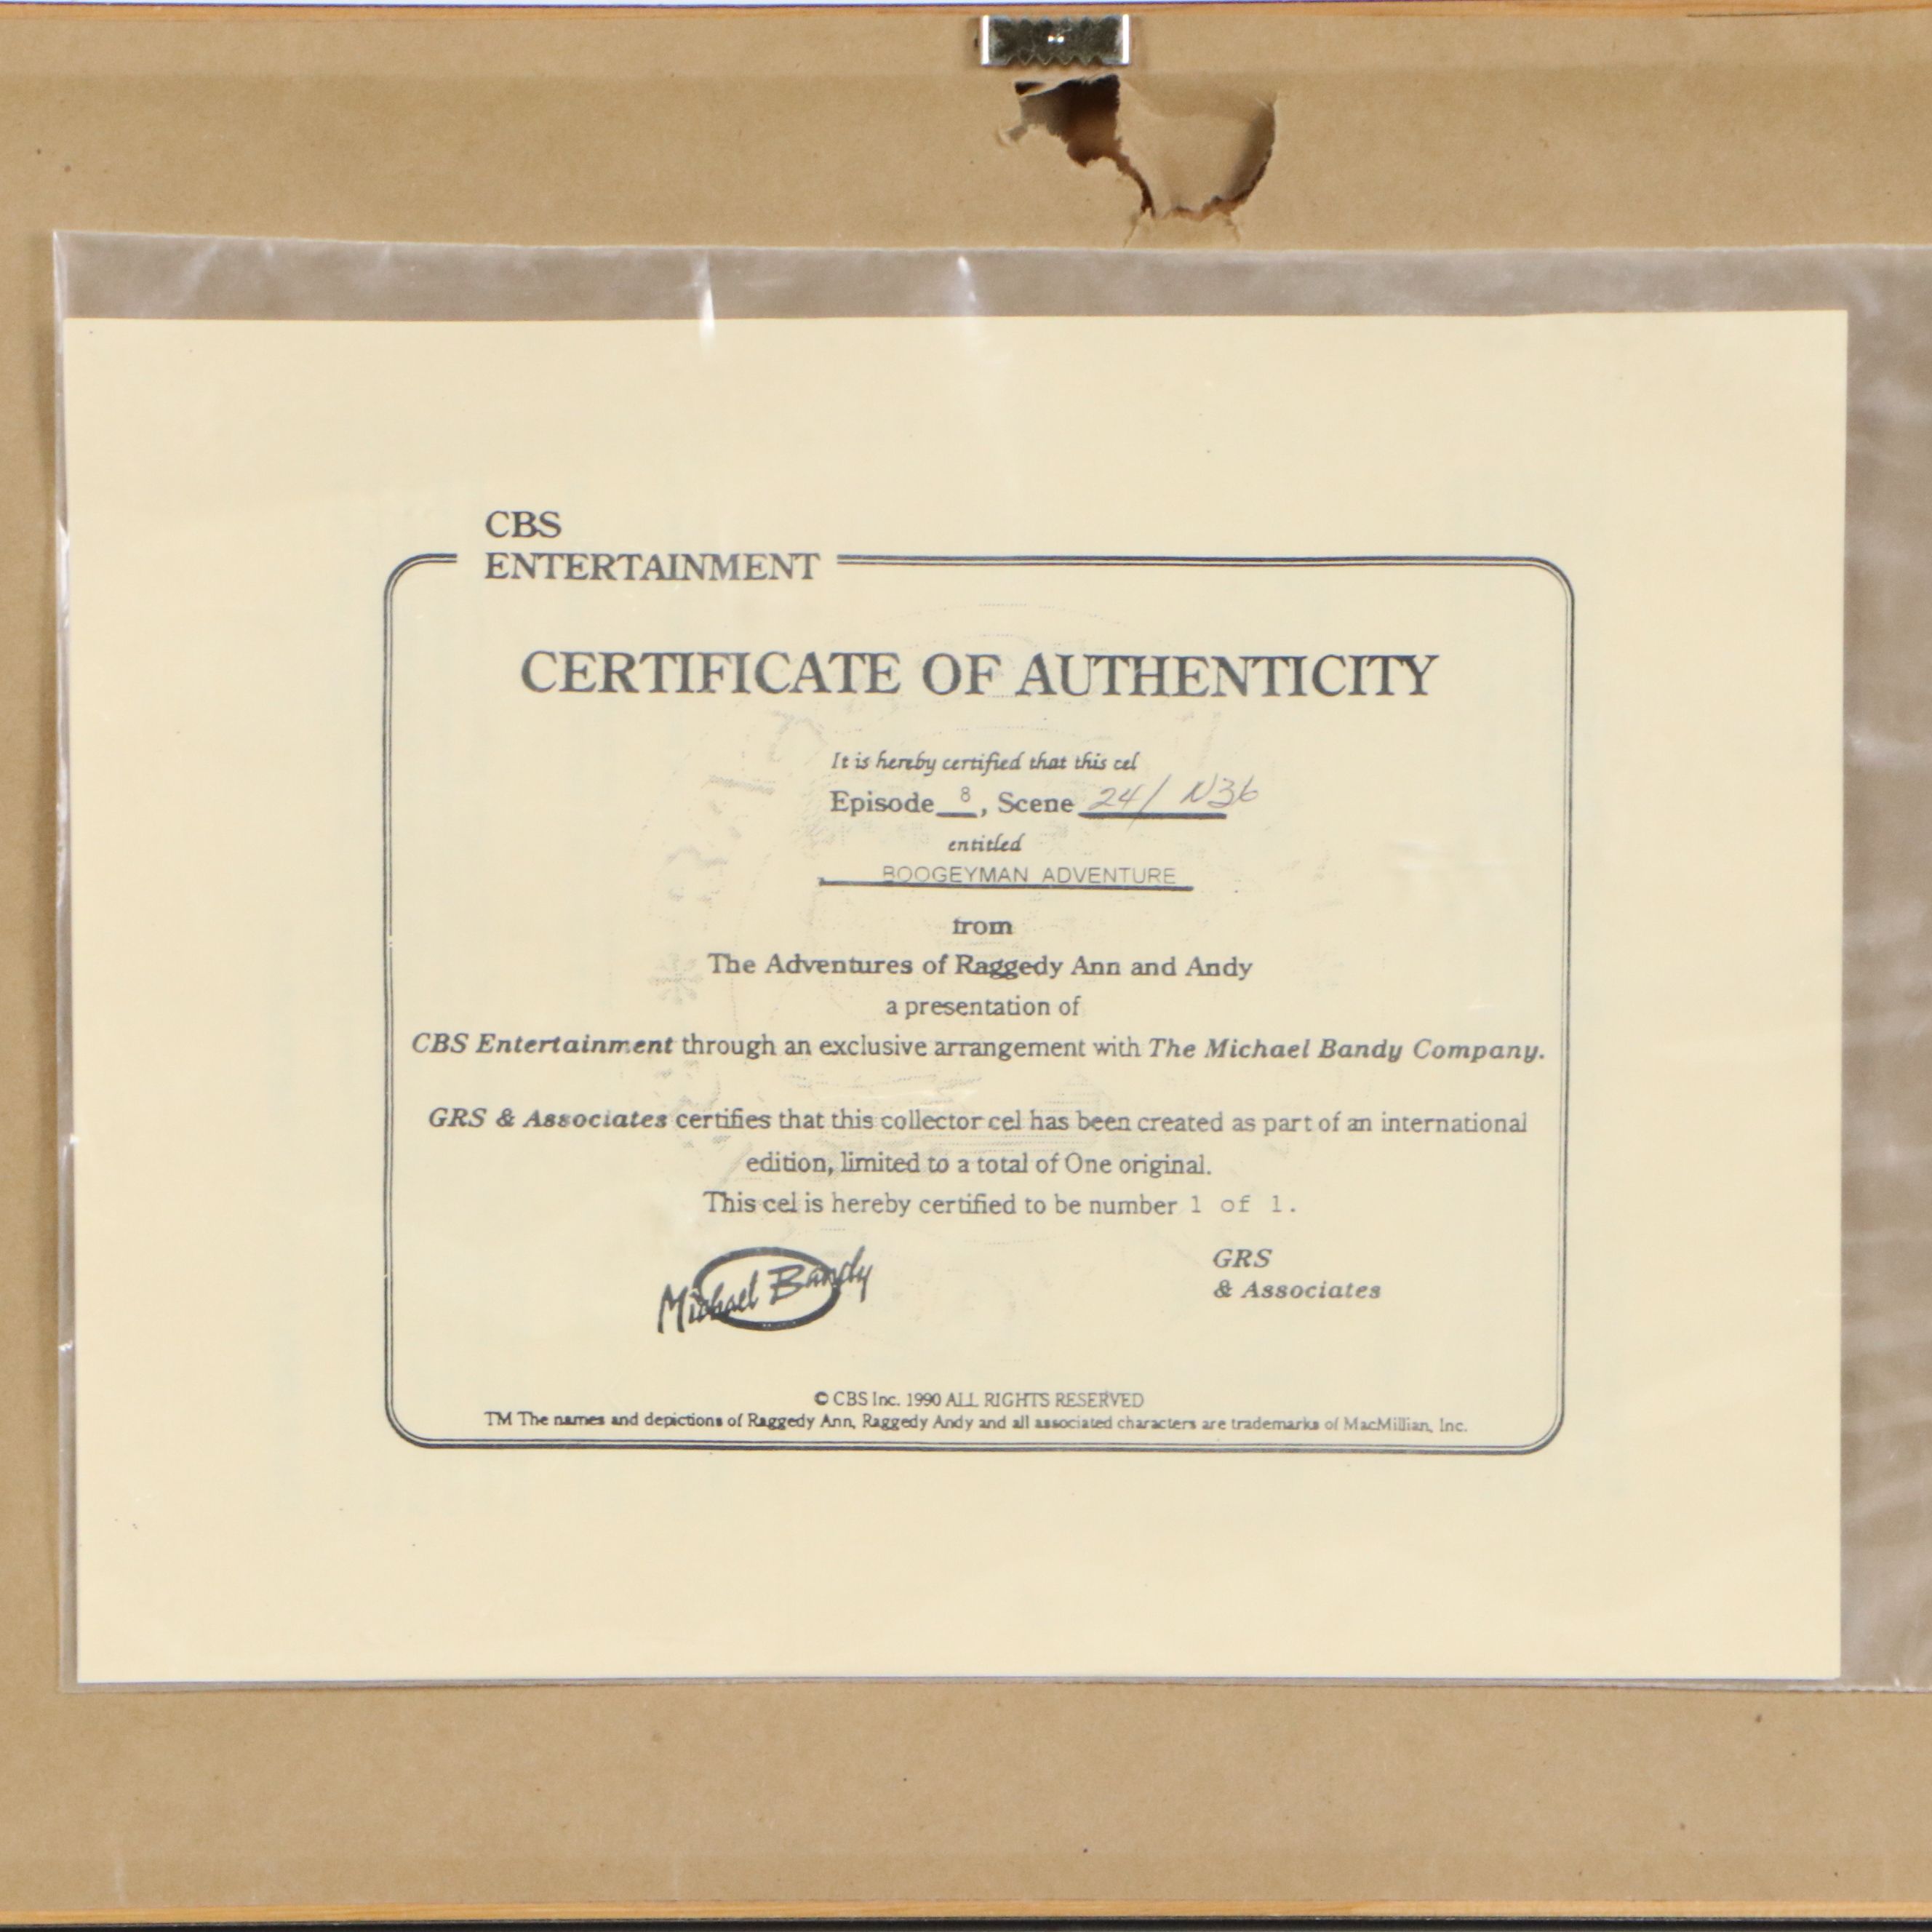 CBS
ENTERTAINMENT
CERTIFICATE OF AUTHENTICITY
It is hereby certified that this cel
Episode 8, Scene 24/ N36
entitled
BOOGEYMAN ADVENTURE
from
The Adventures of Raggedy Ann and Andy
a presentation of
CBS Entertainment through an exclusive arrangement with The Michael Bandy Company.
GRS & Associates certifies that this collector cel has been created as part of an international
edition, limited to a total of One original.
This cel is hereby certified to be number 1 of 1.
Michael Bandy
GRS
& Associates
© CBS Inc. 1990 ALL RIGHTS RESERVED
TM The names and depictions of Raggedy Ann, Raggedy Andy and all associated characters are trademarks of MacMillian, Inc.